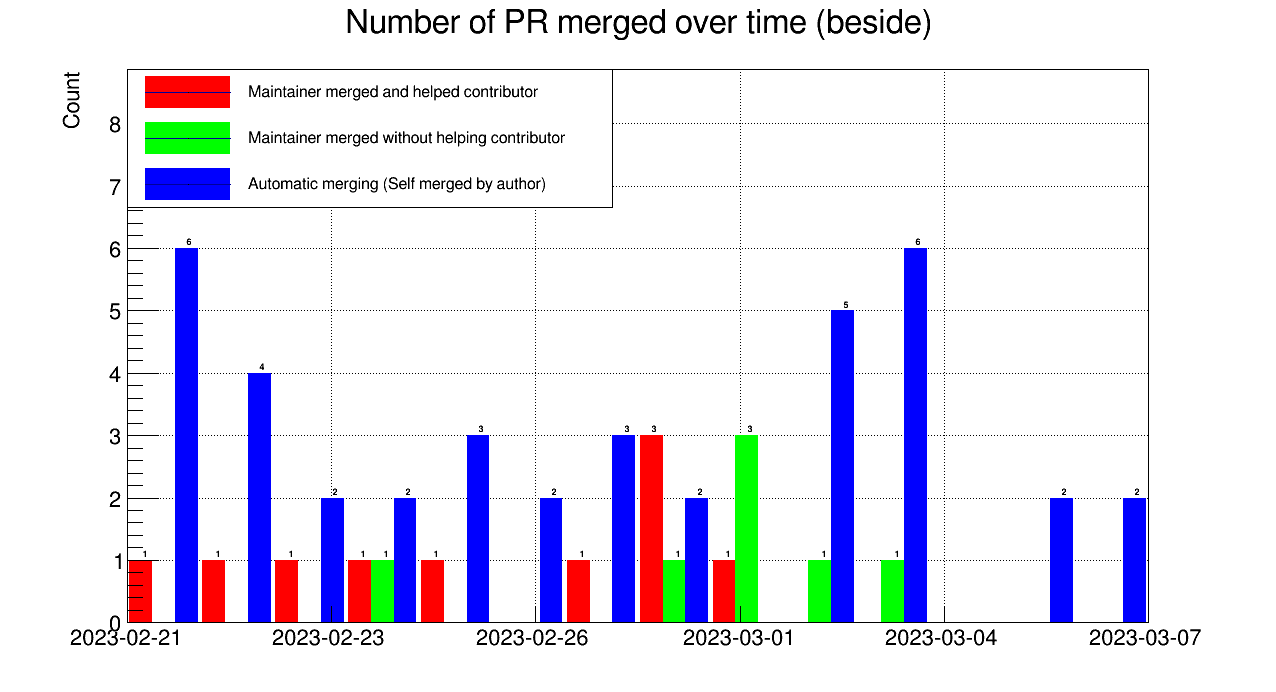 Number of PR merged over time (beside)
Count
Maintainer merged and helped contributor
Maintainer merged without helping contributor
Automatic merging (Self merged by author)
8
7
6
5
4
3
2
1
0
1 6 1 4 1 2 1 1 2 1 3 2 1 3 3 1 2 1 3 1 5 1 6 2 2
2023-02-21 2023-02-23 2023-02-26 2023-03-01 2023-03-04 2023-03-07